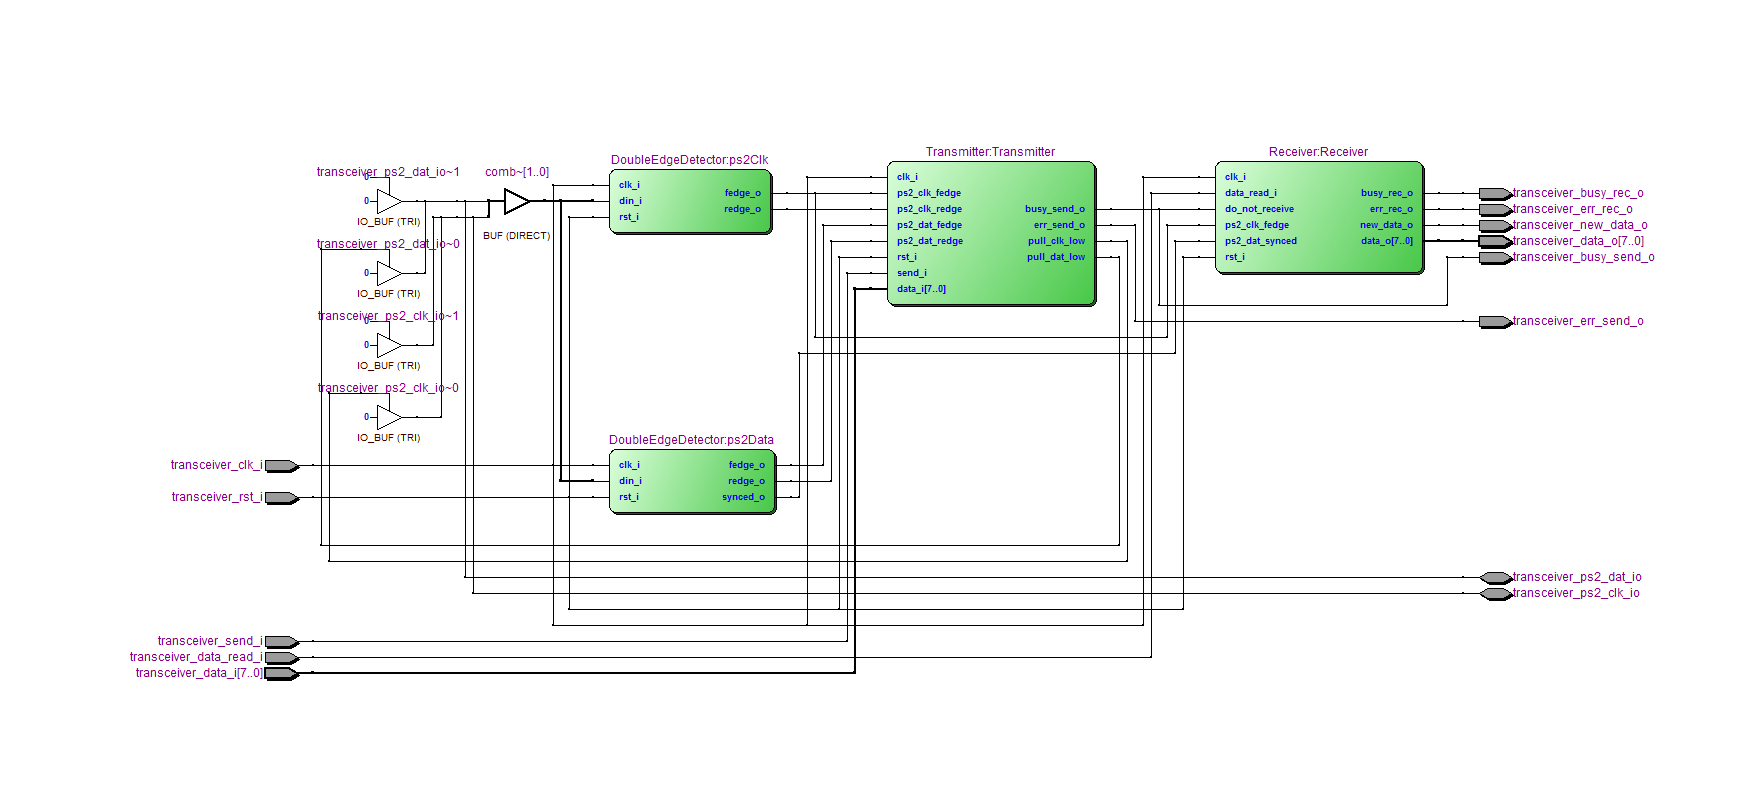 transceiver_ps2_dat_io~1
0
0
IO_BUF (TRI)
transceiver_ps2_dat_io~0
0
IO_BUF (TRI)
transceiver_ps2_clk_io~1
0
0
IO_BUF (TRI)
transceiver_ps2_clk_io~0
0
IO_BUF (TRI)
comb~[1..0]
BUF (DIRECT)
DoubleEdgeDetector:ps2Clk
clk_i
din_i
rst_i
fedge_o
redge_o
DoubleEdgeDetector:ps2Data
clk_i
din_i
rst_i
fedge_o
redge_o
synced_o
Transmitter:Transmitter
clk_i
ps2_clk_fedge
ps2_clk_redge
ps2_dat_fedge
ps2_dat_redge
rst_i
send_i
data_i[7..0]
busy_send_o
err_send_o
pull_clk_low
pull_dat_low
Receiver:Receiver
clk_i
data_read_i
do_not_receive
ps2_clk_fedge
ps2_dat_synced
rst_i
busy_rec_o
err_rec_o
new_data_o
data_o[7..0]
transceiver_busy_rec_o
transceiver_err_rec_o
transceiver_new_data_o
transceiver_data_o[7..0]
transceiver_busy_send_o
transceiver_err_send_o
transceiver_clk_i
transceiver_rst_i
transceiver_ps2_dat_io
transceiver_ps2_clk_io
transceiver_send_i
transceiver_data_read_i
transceiver_data_i[7..0]